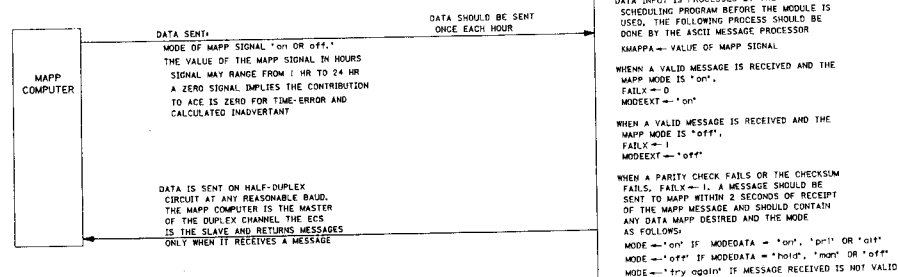 DATA SHOULD BE SENT
ONCE EACH HOUR
DATA SENT:
MODE OF MAPP SIGNAL "on OR off."
THE VALUE OF THE MAPP SIGNAL IN HOURS
SIGNAL MAY RANGE FROM 1 HR TO 24 HR
A ZERO SIGNAL IMPLIES THE CONTRIBUTION
TO ACE IS ZERO FOR TIME-ERROR AND
CALCULATED INADVERTANT
MAPP
COMPUTER
DATA IS SENT ON HALF-DUPLEX
CIRCUIT AT ANY REASONABLE BAUD.
THE MAPP COMPUTER IS THE MASTER
OF THE DUPLEX CHANNEL THE ECS
IS THE SLAVE AND RETURNS MESSAGES
ONLY WHEN IT RECEIVES A MESSAGE
SCHEDULING PROGRAM BEFORE THE MODULE IS
USED, THE FOLLOWING PROCESS SHOULD BE
DONE BY THE ASCII MESSAGE PROCESSOR
KMAPPA ← VALUE OF MAPP SIGNAL
WHENN A VALID MESSAGE IS RECEIVED AND THE
MAPP MODE IS "on",
FAILX ← 0
MODEEXT ← "on"
WHEN A VALID MESSAGE IS RECEIVED AND THE
MAPP MODE IS "off",
FAILX ← 1
MODEEXT ← "off"
WHEN A PARITY CHECK FAILS OR THE CHECKSUM
FAILS, FAILX ← 1. A MESSAGE SHOULD BE
SENT TO MAPP WITHIN 2 SECONDS OF RECEIPT
OF THE MAPP MESSAGE AND SHOULD CONTAIN
ANY DATA MAPP DESIRED AND THE MODE
AS FOLLOWS:
MODE ← "on" IF MODEDATA = "on", "pri" OR "alt"
MODE ← "off" IF MODEDATA = "hold", "man" OR "off"
MODE ← "try again" IF MESSAGE RECEIVED IS NOT VALID